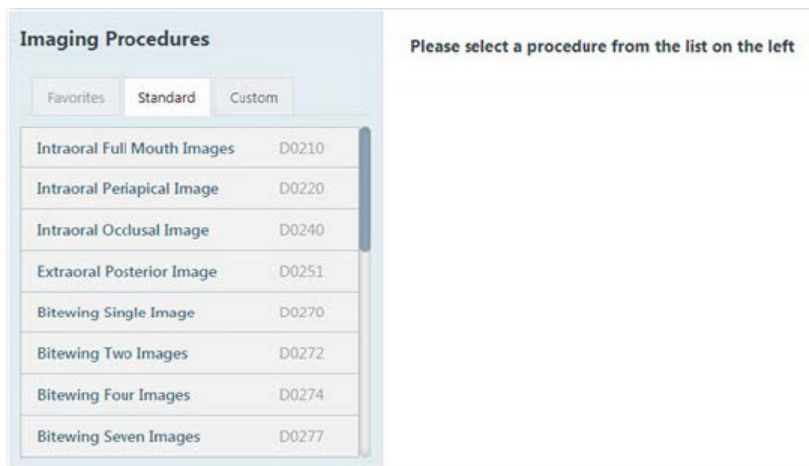 Imaging Procedures
Please select a procedure from the list on the left
Favorites Standard Custom
Intraoral Full Mouth Images D0210
Intraoral Periapical Image D0220
Intraoral Occlusal Image D0240
Extraoral Posterior Image D0251
Bitewing Single Image D0270
Bitewing Two Images D0272
Bitewing Four Images D0274
Bitewing Seven Images D0277